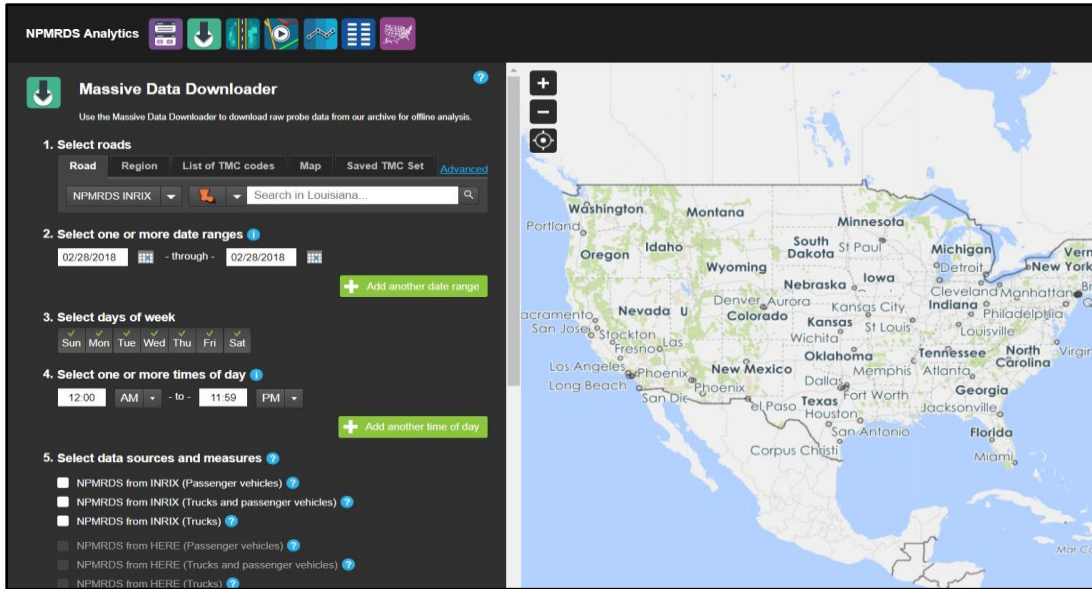 NPMRDS Analytics
Massive Data Downloader
Use the Massive Data Downloader to download raw probe data from our archive for offline analysis.
1. Select roads
Road Region List of TMC codes Map Saved TMC Set Advanced
NPMRDS INRIX Search in Louisiana...
2. Select one or more date ranges
02/28/2018 - through - 02/28/2018
Add another date range
3. Select days of week
Sun Mon Tue Wed Thu Fri Sat
4. Select one or more times of day
12:00 AM - to - 11:59 PM
Add another time of day
5. Select data sources and measures
NPMRDS from INRIX (Passenger vehicles)
NPMRDS from INRIX (Trucks and passenger vehicles)
NPMRDS from INRIX (Trucks)
NPMRDS from HERE (Passenger vehicles)
NPMRDS from HERE (Trucks and passenger vehicles)
NPMRDS from HERE (Trucks)
Washington
Montana
Minnesota
Portland
Oregon
Idaho
South Dakota
St Paul
Michigan
Vern
Wyoming
Detroit
New York
Nebraska
Iowa
Cleveland
Manhattan
Br
Nevada
U
Denver
Aurora
Colorado
Kansas City
Indiana
Philadelphia
Q
acramento
San Jose
Stockton
Kansas
St Louis
Louisville
Fresno
Las
Wichita
Virgin
Los Angeles
Phoenix
New Mexico
Oklahoma
Memphis
Tennessee
Atlanta
North Carolina
Long Beach
Phoenix
Dallas
Fort Worth
Georgia
San Die
el Paso
Texas
Houston
Jacksonville
San Antonio
Florida
Corpus Christi
Miami
Mar Ca